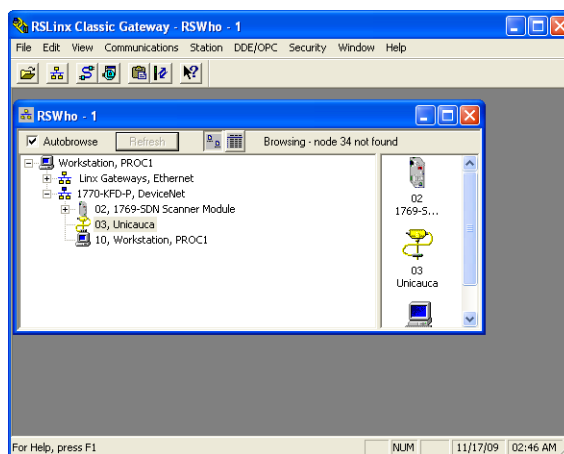 RSLinx Classic Gateway - RSWho - 1
File Edit View Communications Station DDE/OPC Security Window Help
RSWho - 1
Autobrowse Refresh Browsing - node 34 not found
Workstation, PROC1
Linx Gateways, Ethernet
1770-KFD-P, DeviceNet
02, 1769-SDN Scanner Module
03, Unicauca
10, Workstation, PROC1
02
1769-S...
03
Unicauca
For Help, press F1 NUM 11/17/09 02:46 AM